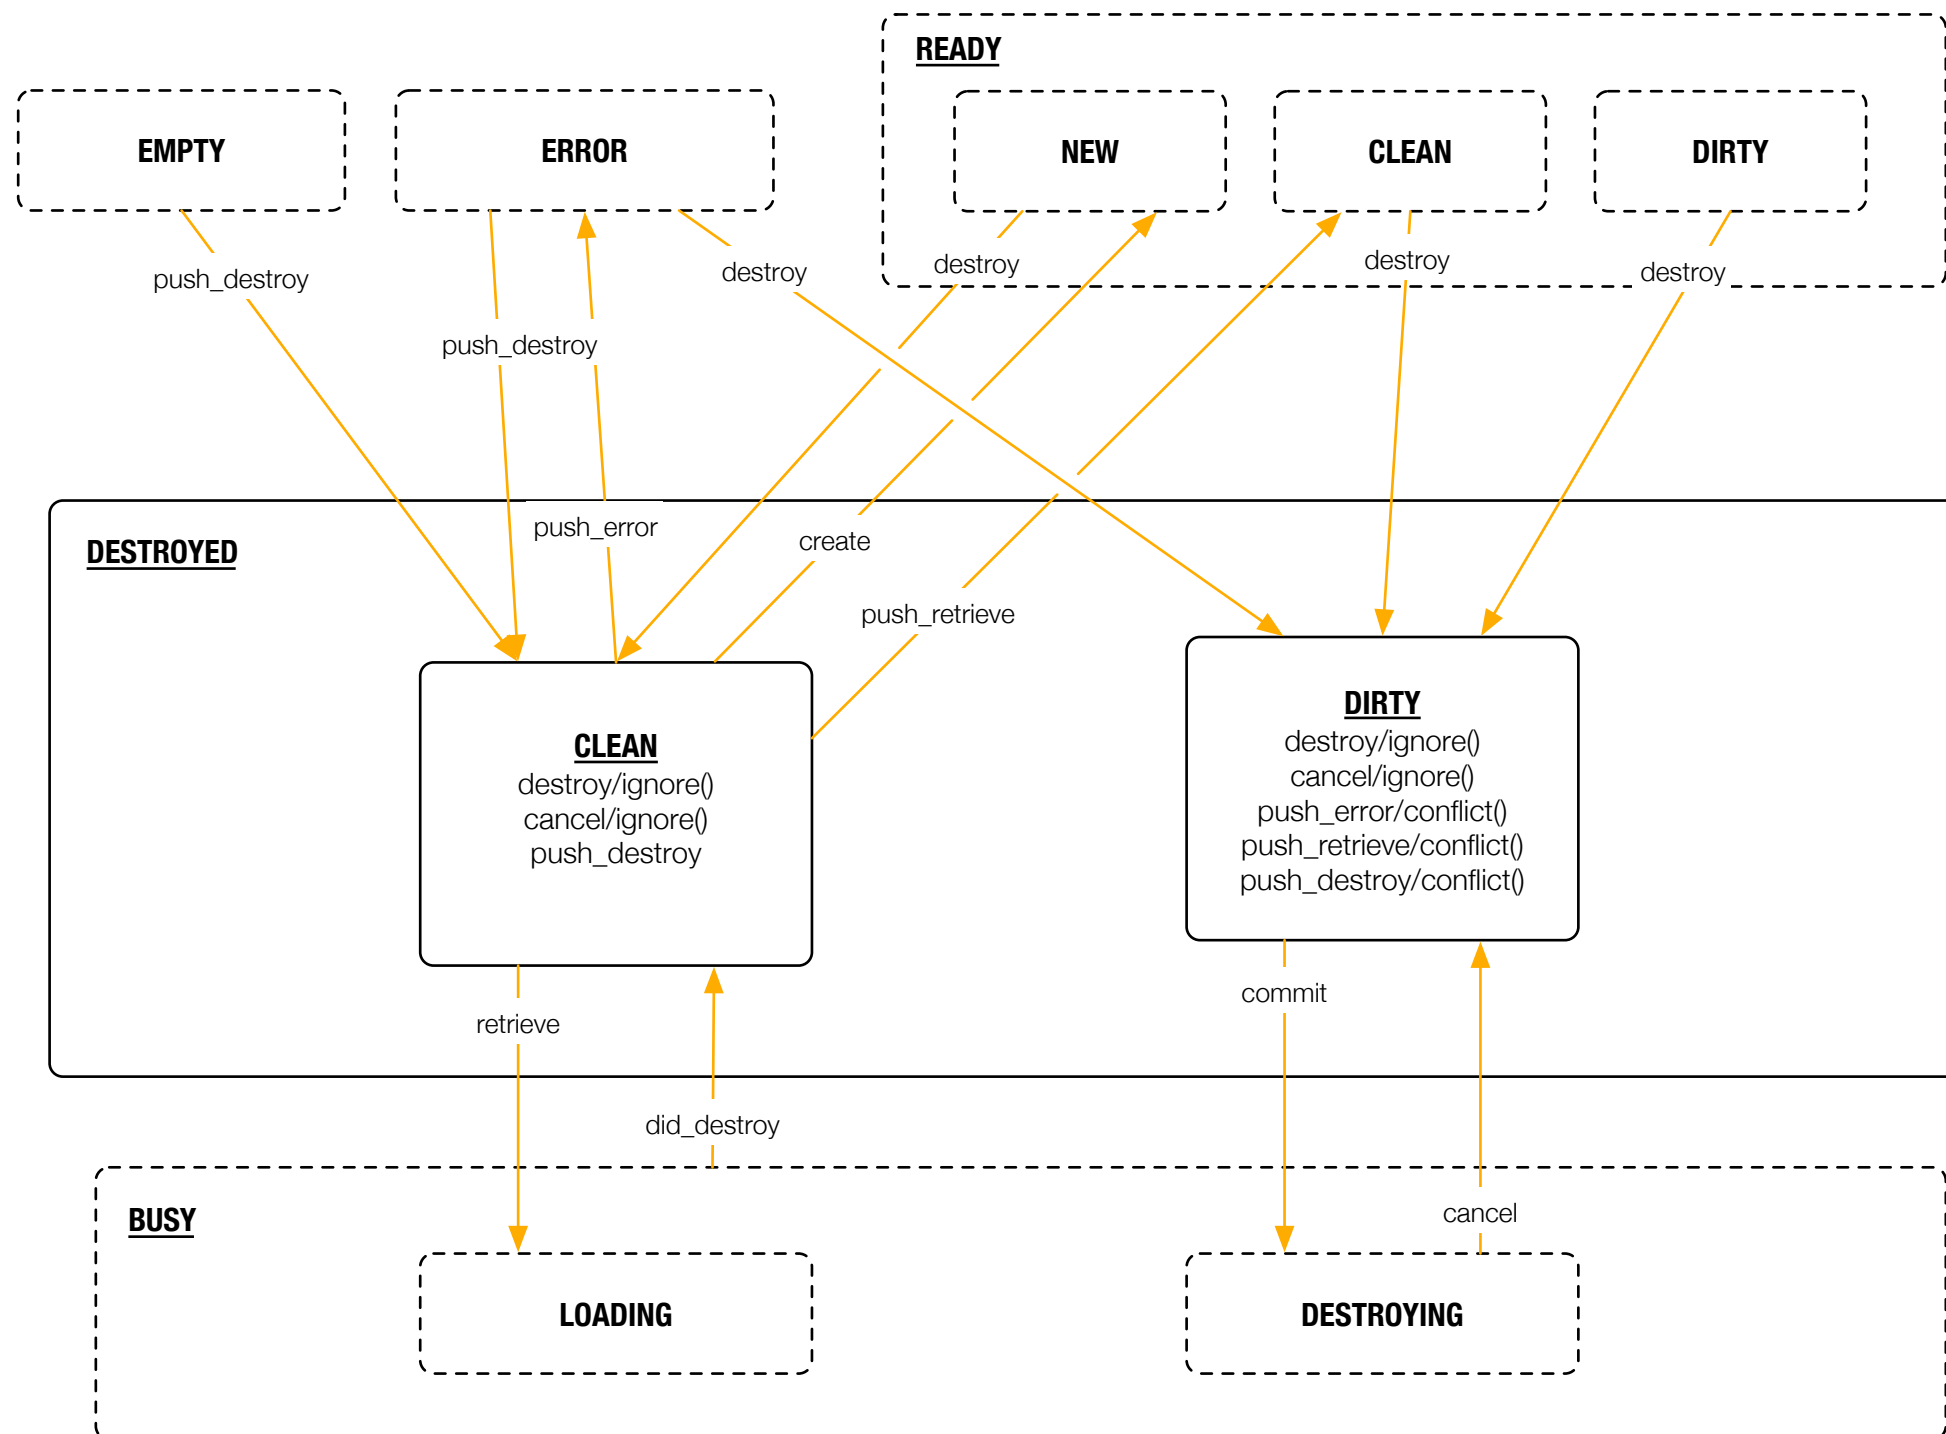 READY
EMPTY
ERROR
NEW
CLEAN
DIRTY
push_destroy
destroy
destroy
destroy
destroy
push_destroy
push_error
create
DESTROYED
push_retrieve
CLEAN
destroy/ignore()
cancel/ignore()
push_destroy
DIRTY
destroy/ignore()
cancel/ignore()
push_error/conflict()
push_retrieve/conflict()
push_destroy/conflict()
retrieve
commit
did_destroy
BUSY
cancel
LOADING
DESTROYING